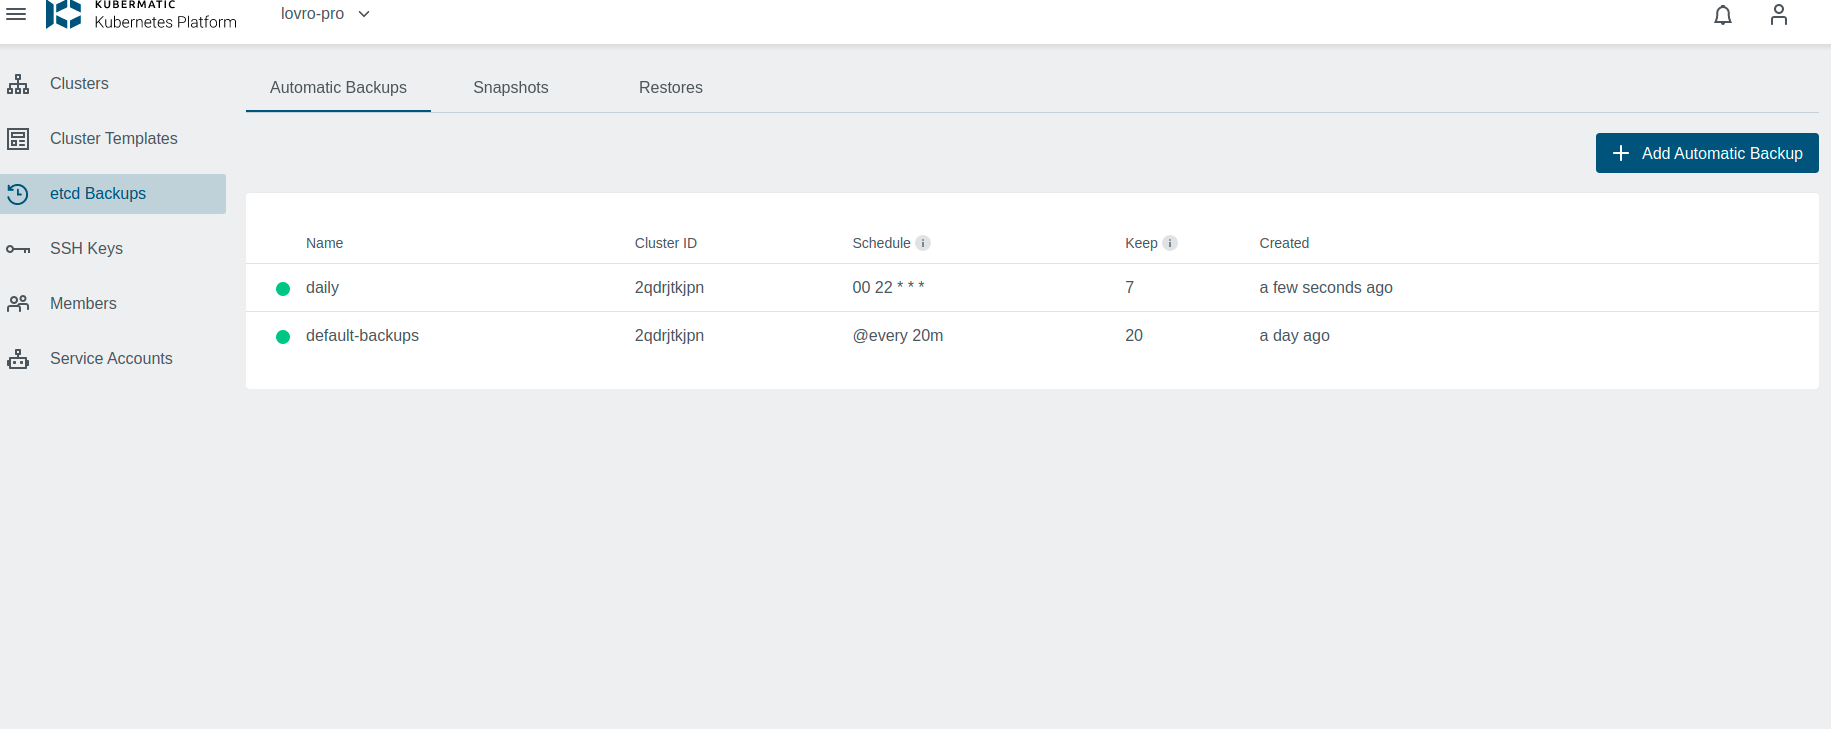 KUBERMATIC
Kubernetes Platform
lovro-pro
Clusters
Cluster Templates
etcd Backups
SSH Keys
Members
Service Accounts
Automatic Backups Snapshots Restores
Add Automatic Backup
Name Cluster ID Schedule i Keep i Created
daily 2qdrjtkjpn 00 22 * * * 7 a few seconds ago
default-backups 2qdrjtkjpn @every 20m 20 a day ago